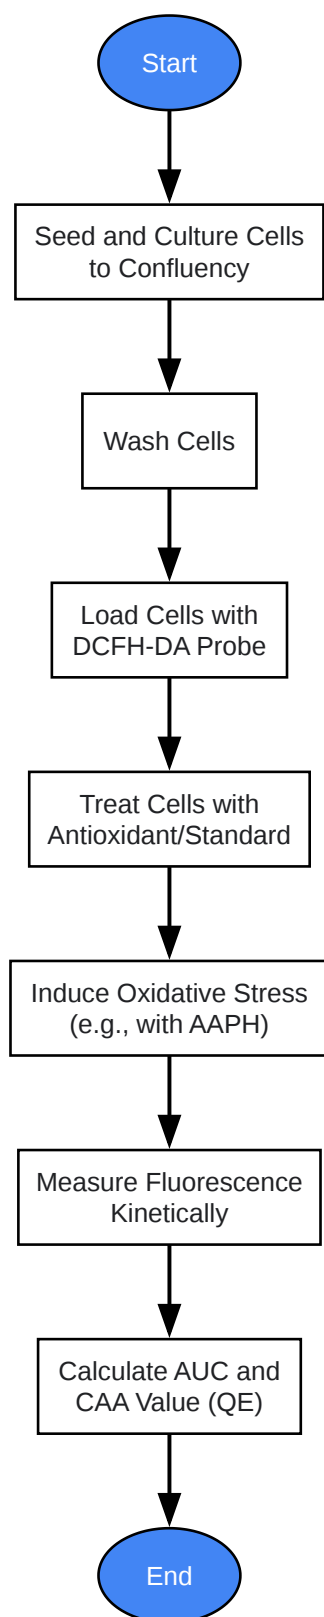 Start
Seed and Culture Cells
to Confluency
Wash Cells
Load Cells with
DCFH-DA Probe
Treat Cells with
Antioxidant/Standard
Induce Oxidative Stress
(e.g., with AAPH)
Measure Fluorescence
Kinetically
Calculate AUC and
CAA Value (QE)
End